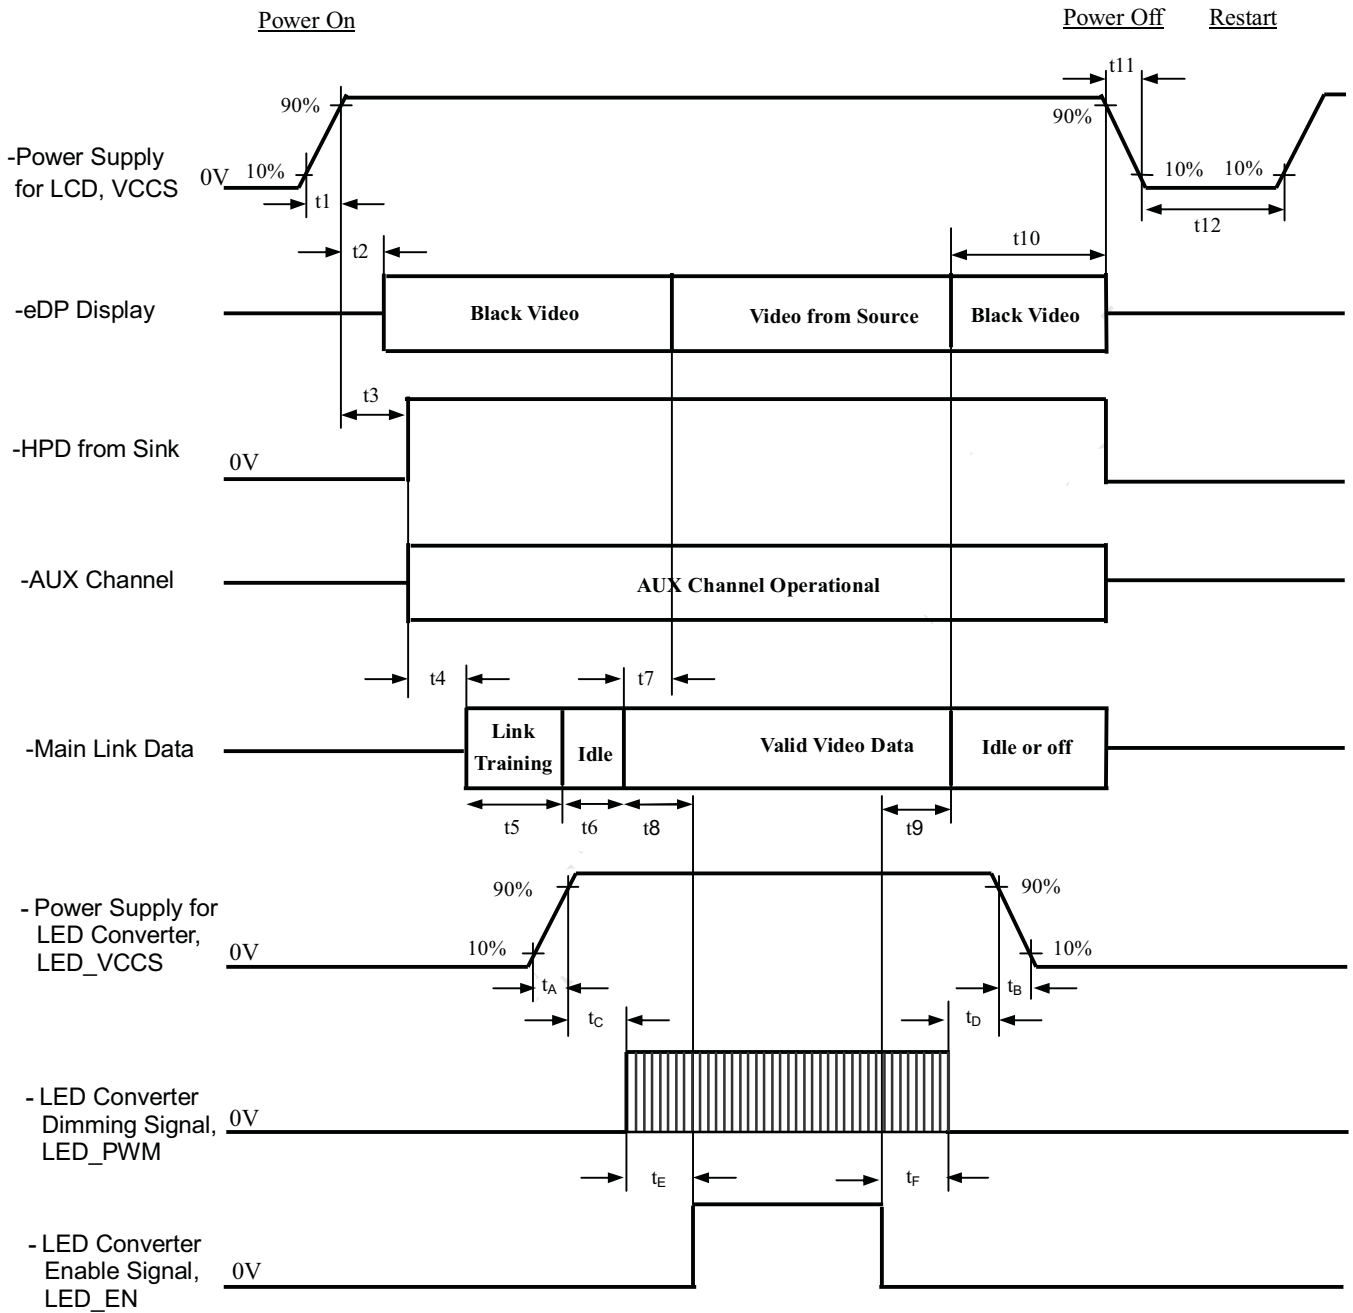 Power On
Power Off
Restart
t11
90%
90%
-Power Supply
for LCD, VCCS
0V
10%
10%
10%
t1
t12
t2
t10
-eDP Display
Black Video
Video from Source
Black Video
t3
-HPD from Sink
0V
-AUX Channel
AUX Channel Operational
t4
t7
-Main Link Data
Link
Training
Idle
Valid Video Data
Idle or off
t5
t6
t8
t9
90%
90%
- Power Supply for
LED Converter,
LED_VCCS
0V
10%
10%
tA
tB
tC
tD
- LED Converter
Dimming Signal,
LED_PWM
0V
tE
tF
- LED Converter
Enable Signal,
LED_EN
0V